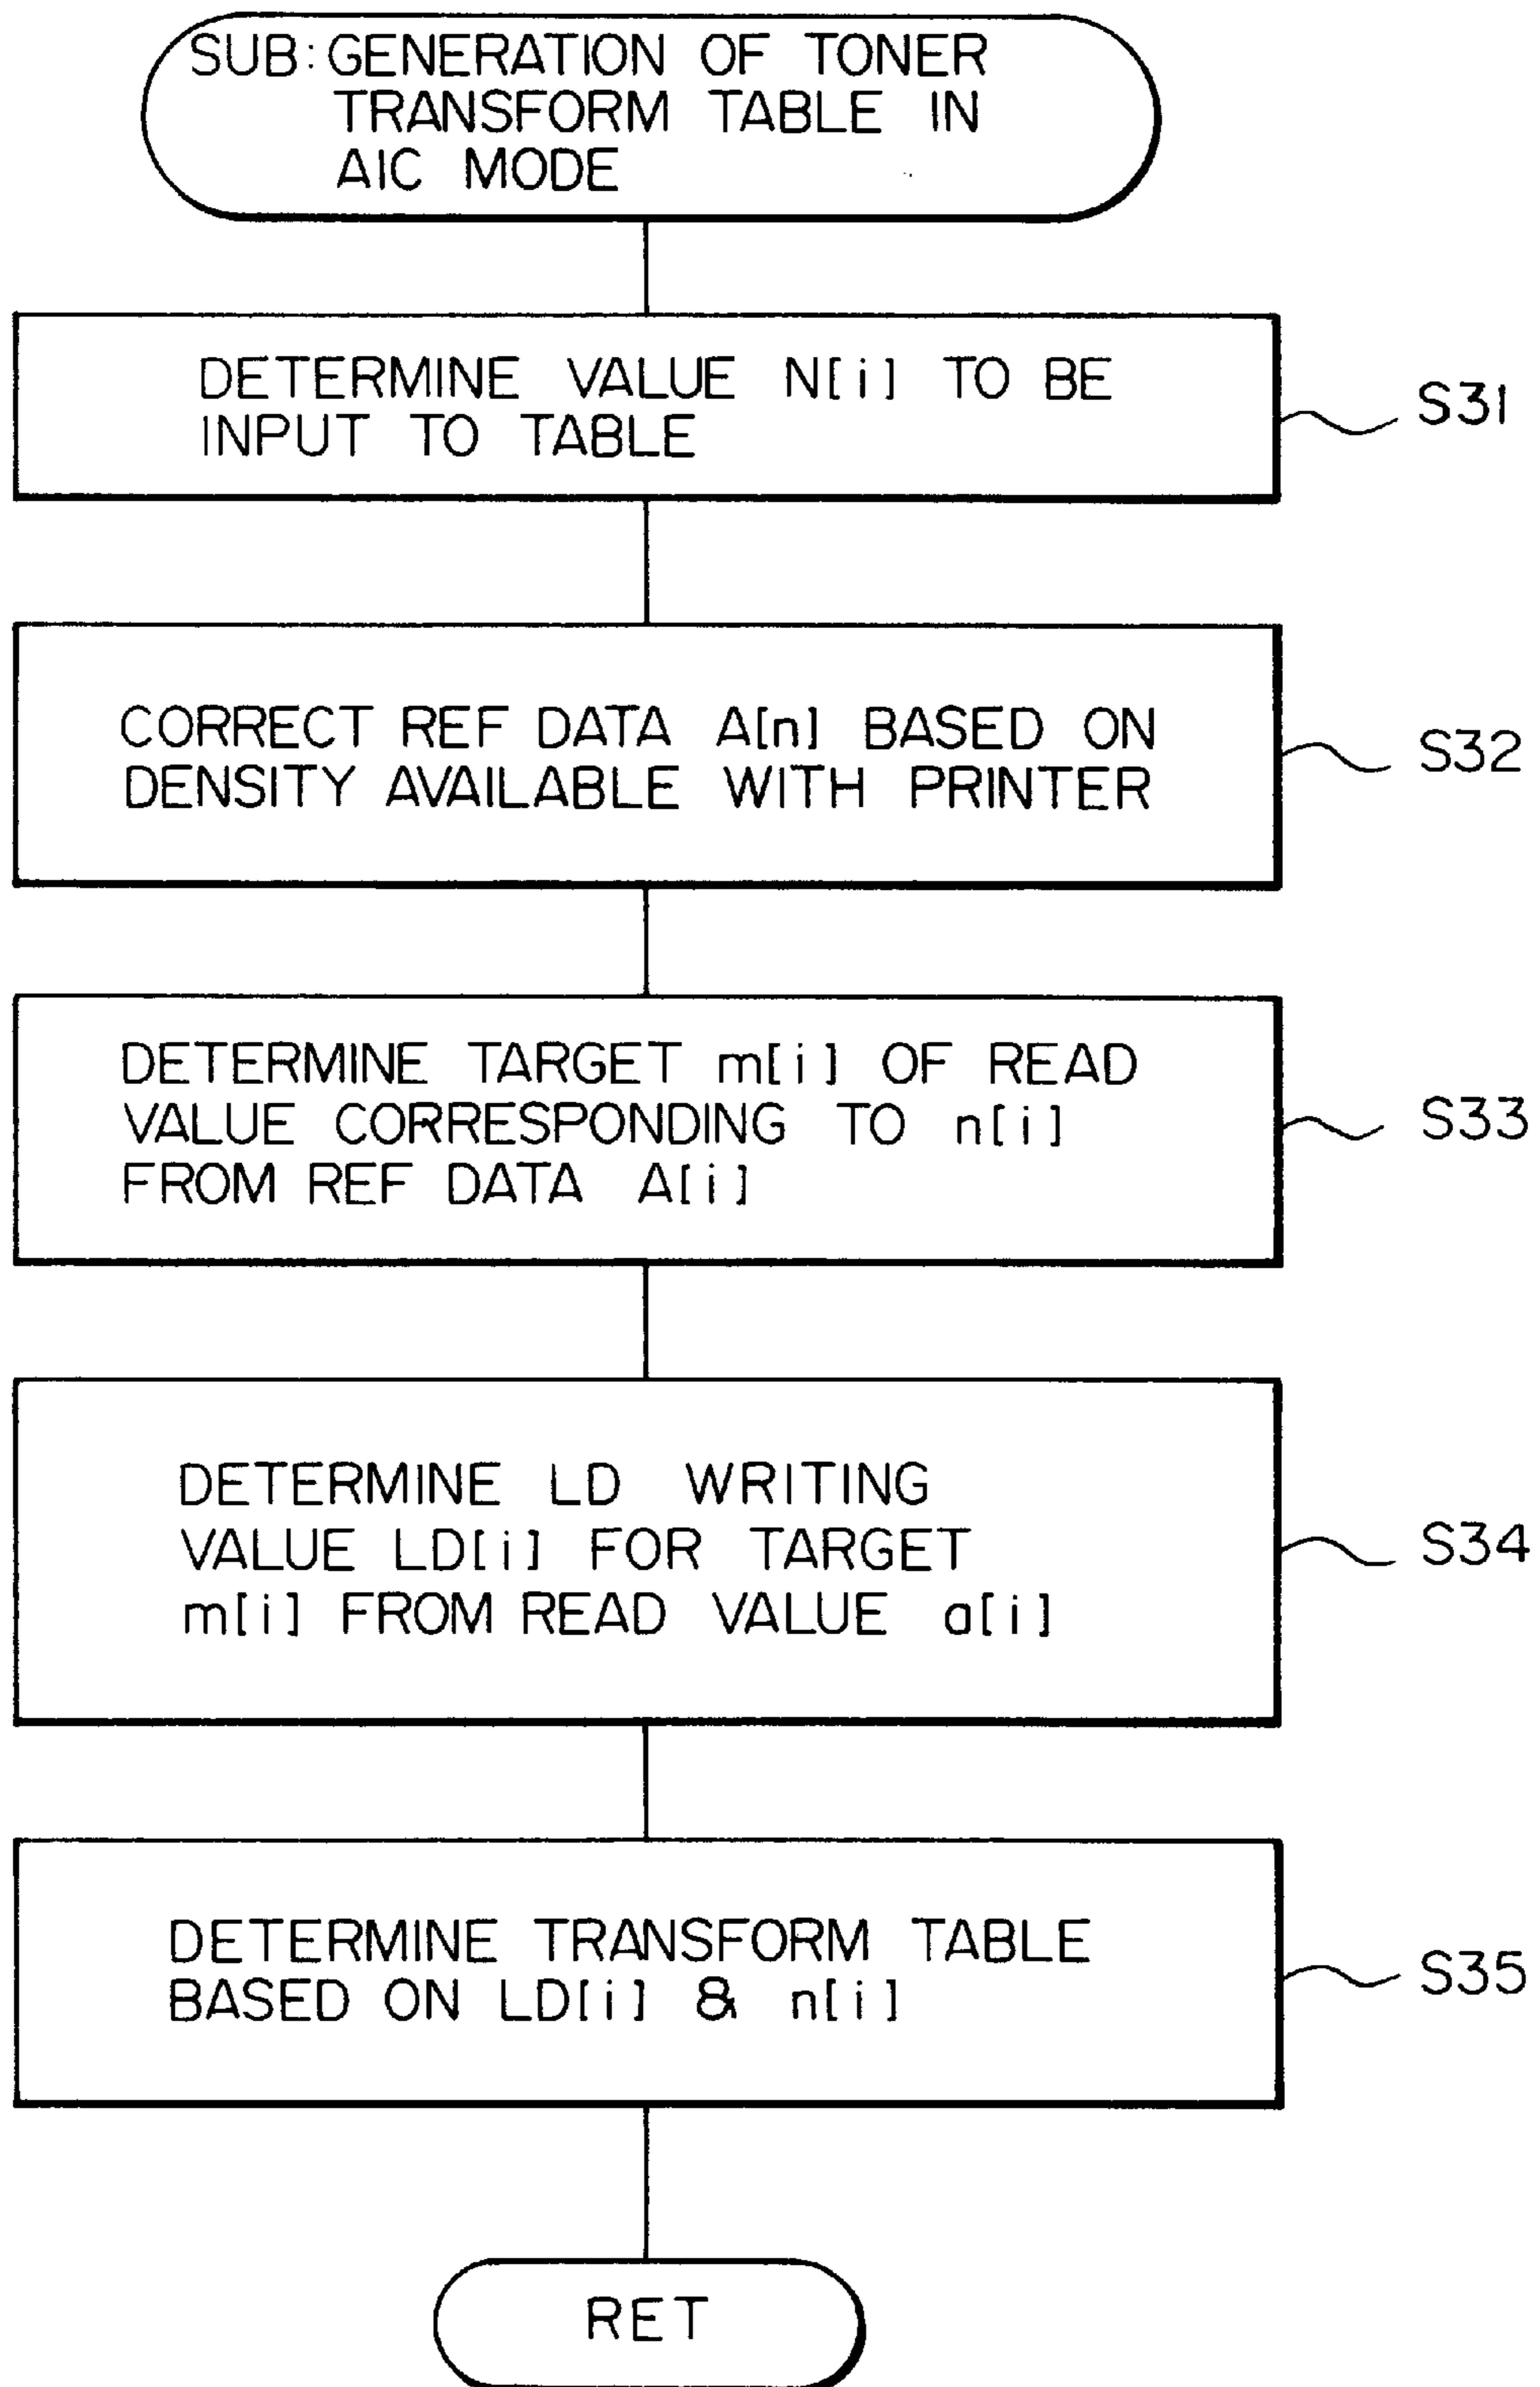 SUB: GENERATION OF TONER
TRANSFORM TABLE IN
AIC MODE
DETERMINE VALUE N[i] TO BE
INPUT TO TABLE
S31
CORRECT REF DATA A[n] BASED ON
DENSITY AVAILABLE WITH PRINTER
S32
DETERMINE TARGET m[i] OF READ
VALUE CORRESPONDING TO n[i]
FROM REF DATA A[i]
S33
DETERMINE LD WRITING
VALUE LD[i] FOR TARGET
m[i] FROM READ VALUE a[i]
S34
DETERMINE TRANSFORM TABLE
BASED ON LD[i] & n[i]
S35
RET